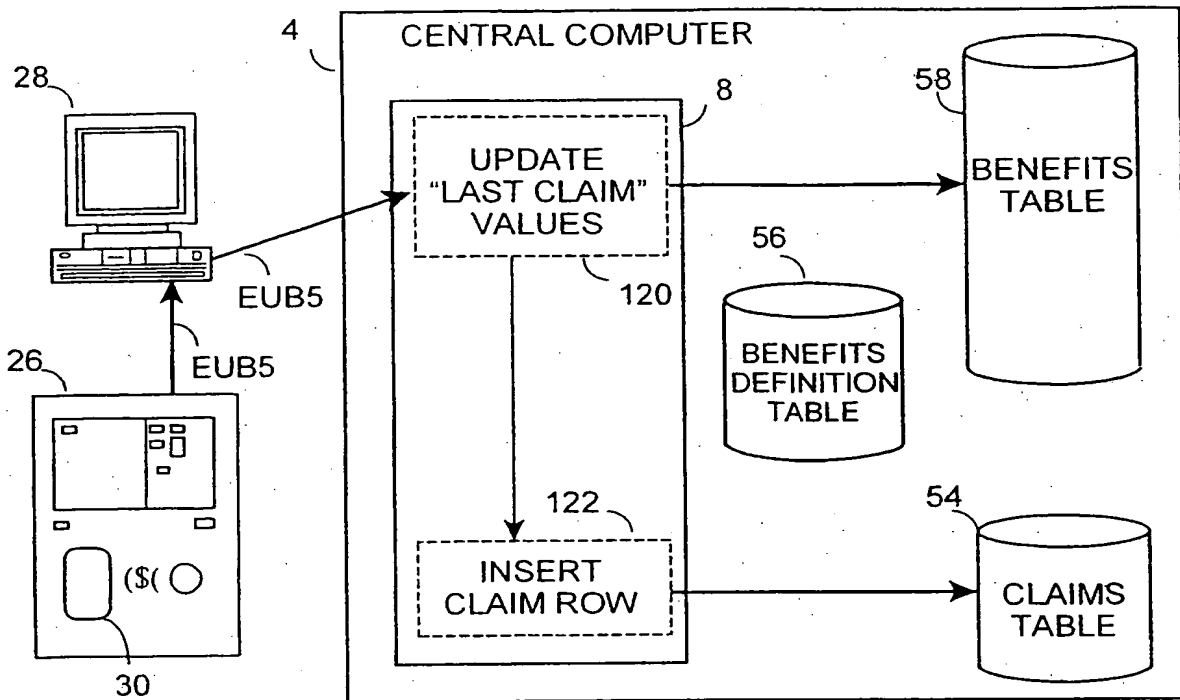 4
CENTRAL COMPUTER
28
8
58
UPDATE
"LAST CLAIM"
VALUES
BENEFITS
TABLE
56
EUB5
120
EUB5
26
BENEFITS
DEFINITION
TABLE
122
54
INSERT
CLAIM ROW
($(
CLAIMS
TABLE
30